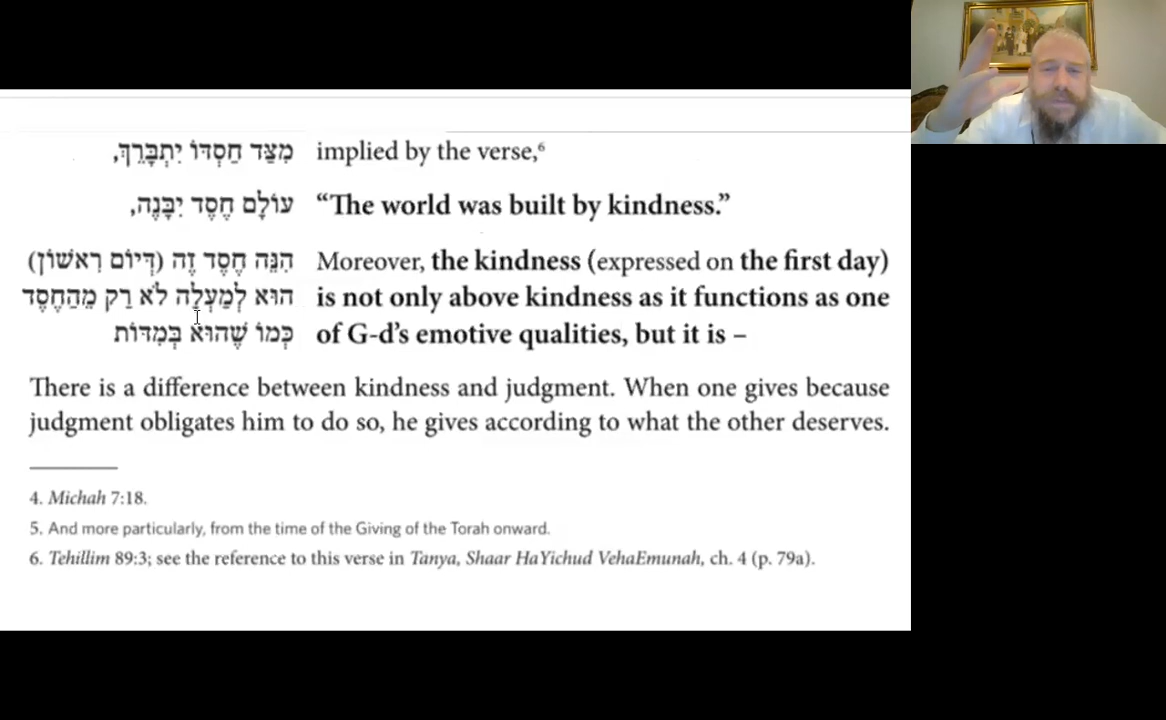 מִצַּד חַסְדּוֹ יִתְבָּרֵךְ,
implied by the verse,⁶
עוֹלָם חֶסֶד יִבָּנֶה,
“The world was built by kindness.”
הִנֵּה חֶסֶד זֶה (דְּיוֹם רִאשׁוֹן)
Moreover, the kindness (expressed on the first day)
הוּא לְמַעְלָה לֹא רַק מֵהַחֶסֶד
is not only above kindness as it functions as one
כְּמוֹ שֶׁהוּא בְּמִדּוֹת
of G-d’s emotive qualities, but it is –
There is a difference between kindness and judgment. When one gives because
judgment obligates him to do so, he gives according to what the other deserves.
4. Michah 7:18.
5. And more particularly, from the time of the Giving of the Torah onward.
6. Tehillim 89:3; see the reference to this verse in Tanya, Shaar HaYichud VehaEmunah, ch. 4 (p. 79a).